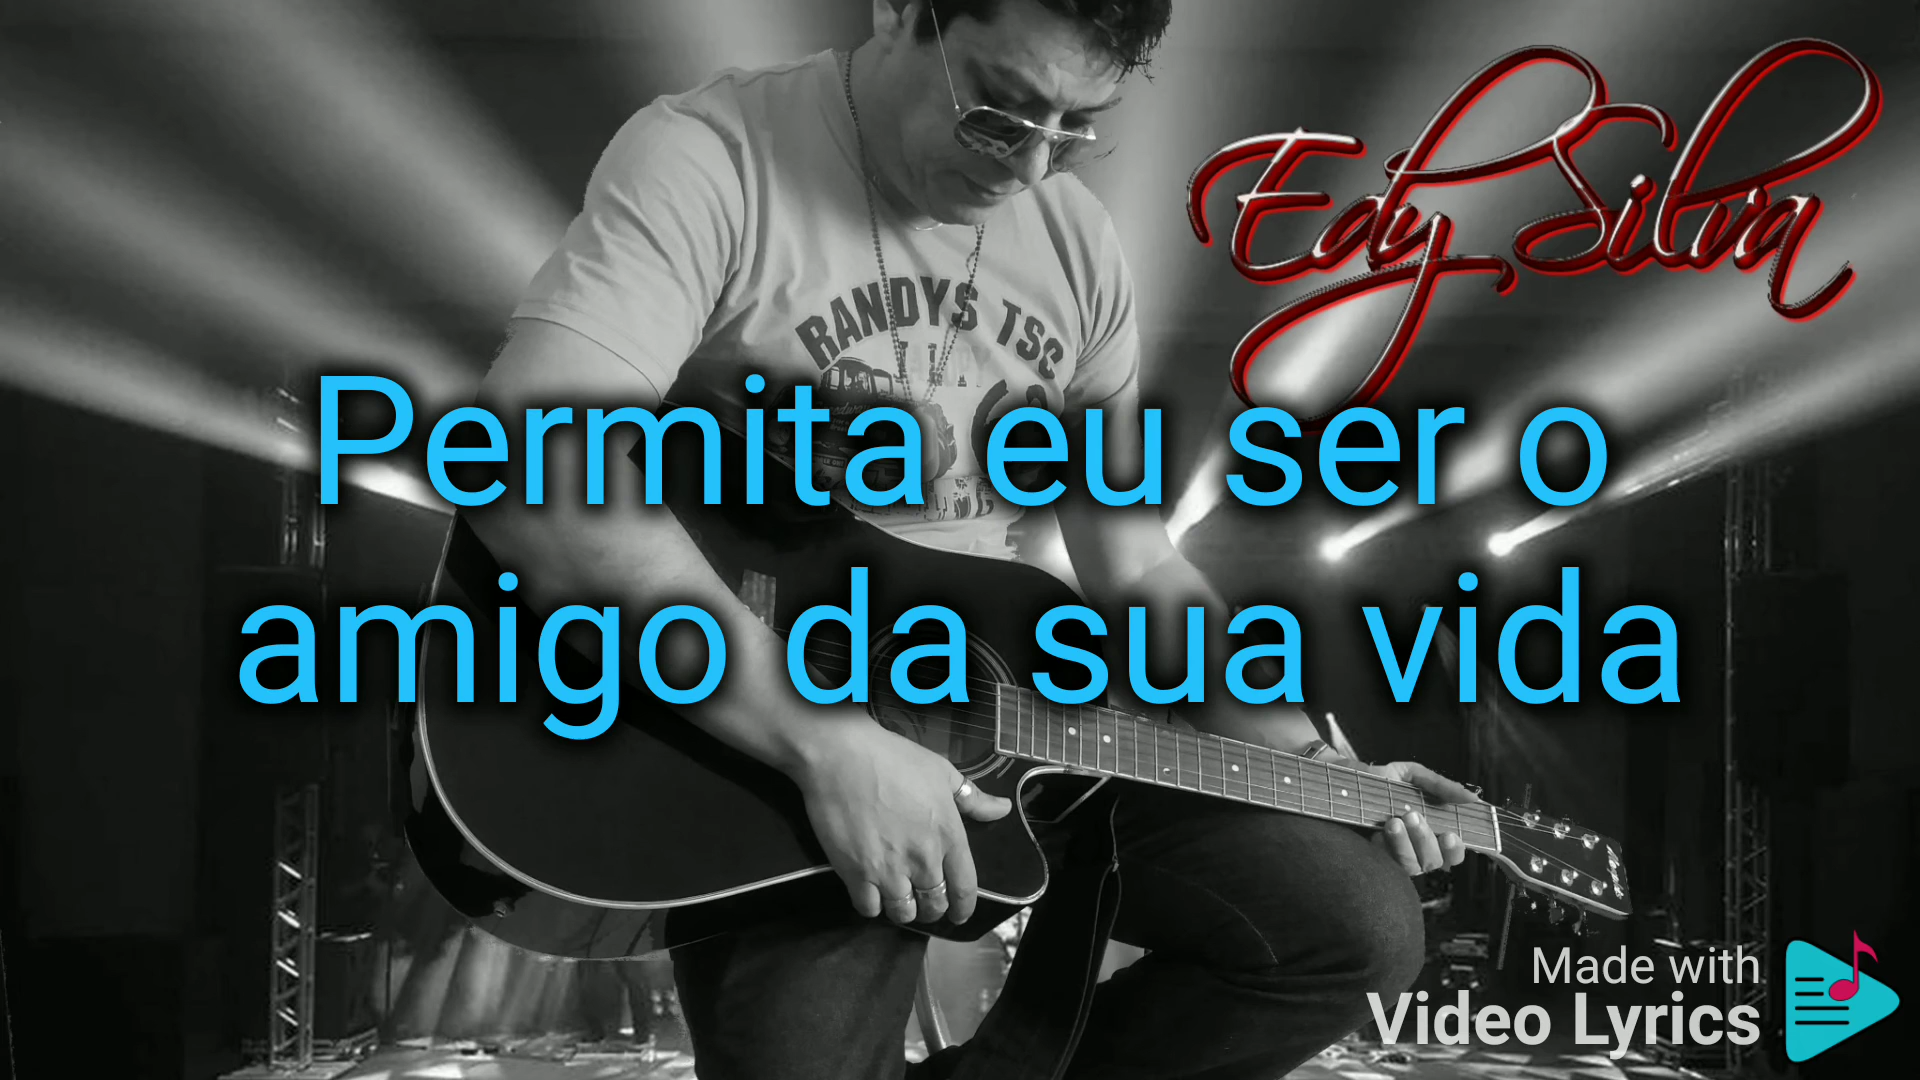 Edy Silva
RANDYS TSC
Permita eu ser o
amigo da sua vida
Made with
Video Lyrics